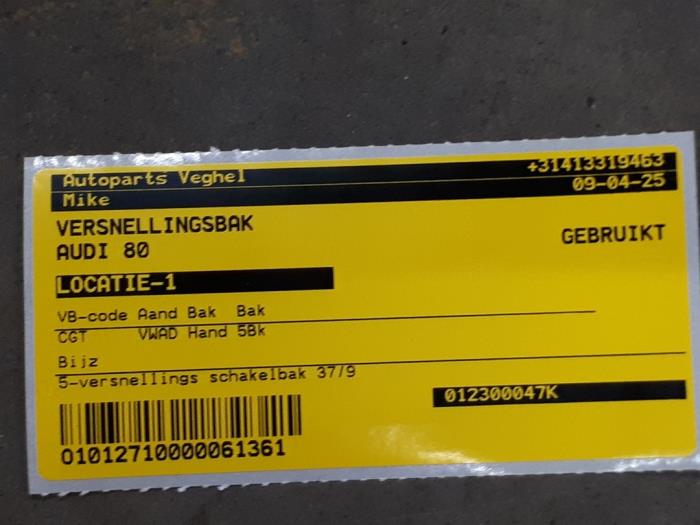 Autoparts Veghel +31413319463
Mike 09-04-25
VERSNELLINGSBAK
AUDI 80 GEBRUIKT
LOCATIE-1
VB-code Aand Bak Bak
CGT VWAD Hand 5Bk
Bijz
5-versnellings schakelbak 37/9
012300047K
01012710000061361